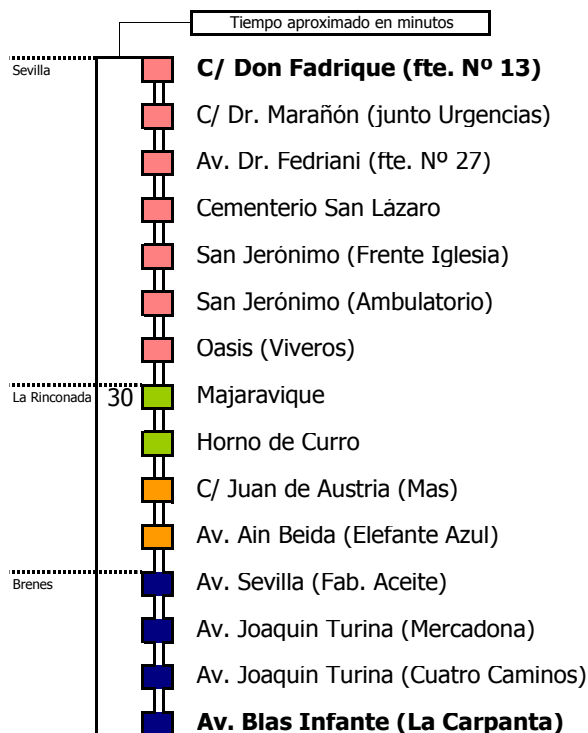 Tiempo aproximado en minutos
Sevilla
C/ Don Fadrique (fte. Nº 13)
C/ Dr. Marañón (junto Urgencias)
Av. Dr. Fedriani (fte. Nº 27)
Cementerio San Lázaro
San Jerónimo (Frente Iglesia)
San Jerónimo (Ambulatorio)
Oasis (Viveros)
La Rinconada 30 Majaravique
Horno de Curro
C/ Juan de Austria (Mas)
Av. Ain Beida (Elefante Azul)
Brenes
Av. Sevilla (Fab. Aceite)
Av. Joaquin Turina (Mercadona)
Av. Joaquin Turina (Cuatro Caminos)
Av. Blas Infante (La Carpanta)